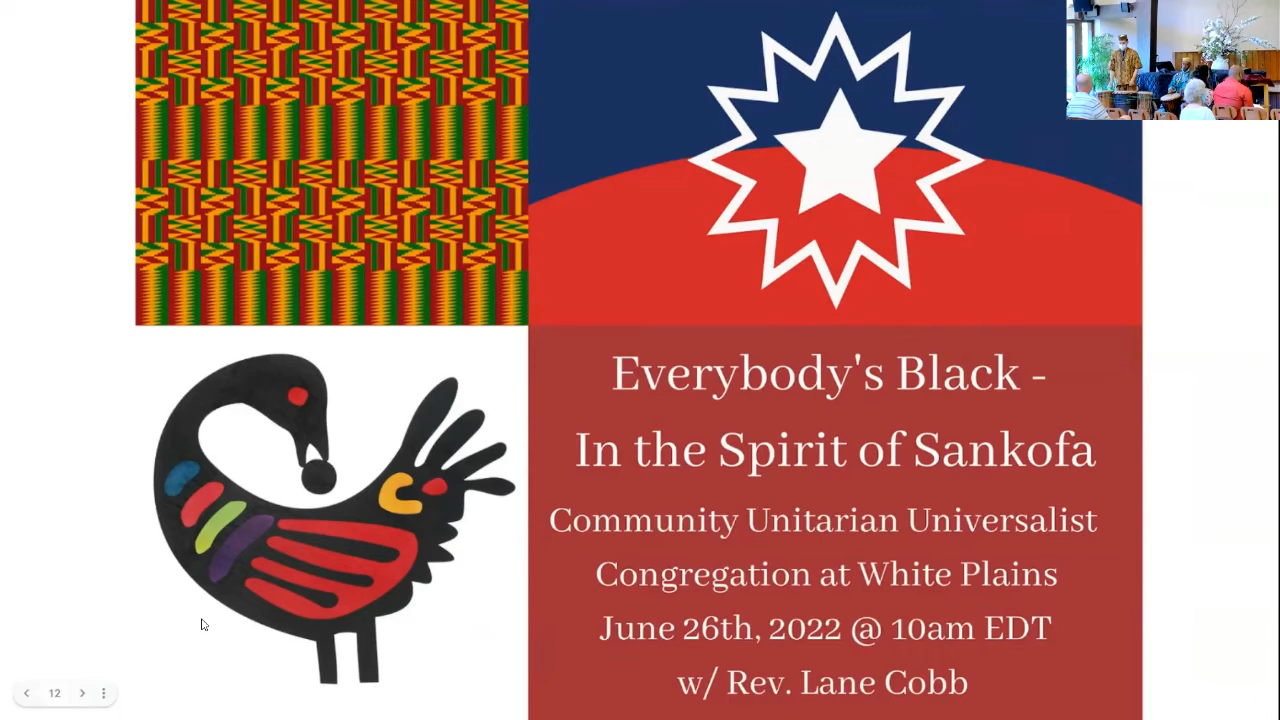 Everybody's Black -
In the Spirit of Sankofa
Community Unitarian Universalist
Congregation at White Plains
June 26th, 2022 @ 10am EDT
w/ Rev. Lane Cobb
12